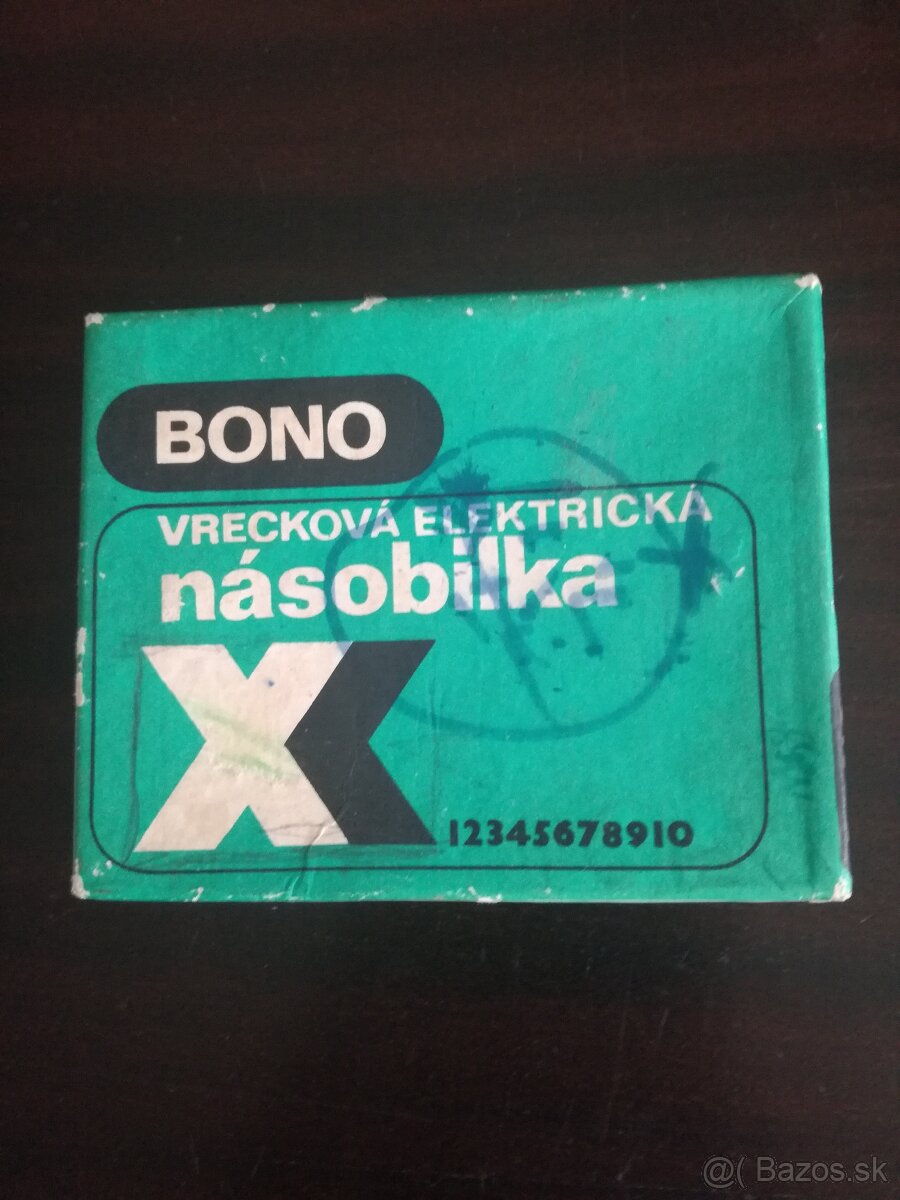 BONO
VRECKOVÁ ELEKTRICKÁ
násobilka
X
12345678910
@( Bazos.sk